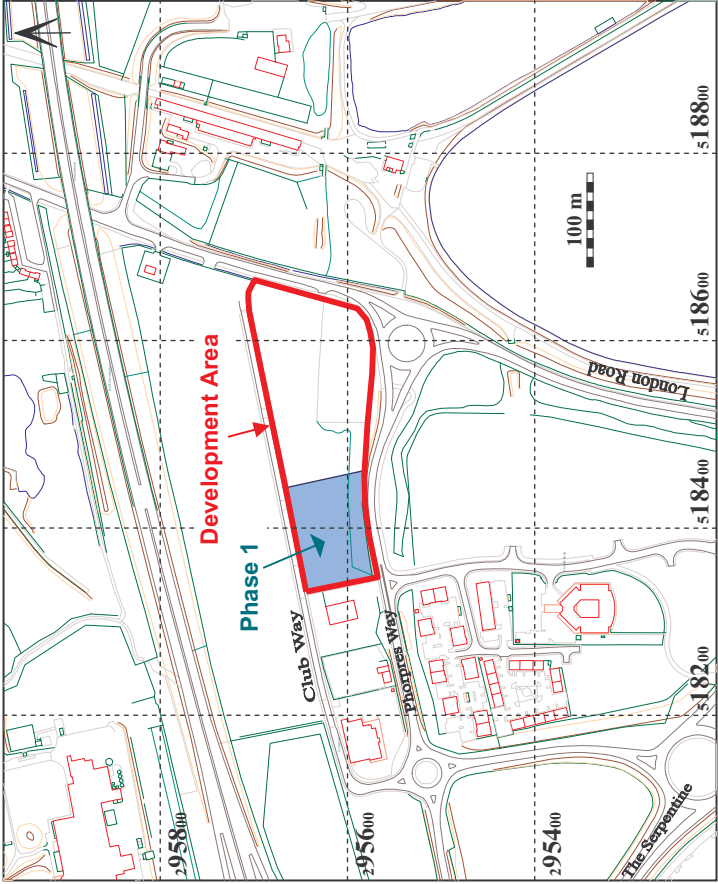 Development Area
Phase 1
Club Way
Phorpres Way
London Road
The Serpentine
100 m
518800
518600
518400
518200
295800
295600
295400